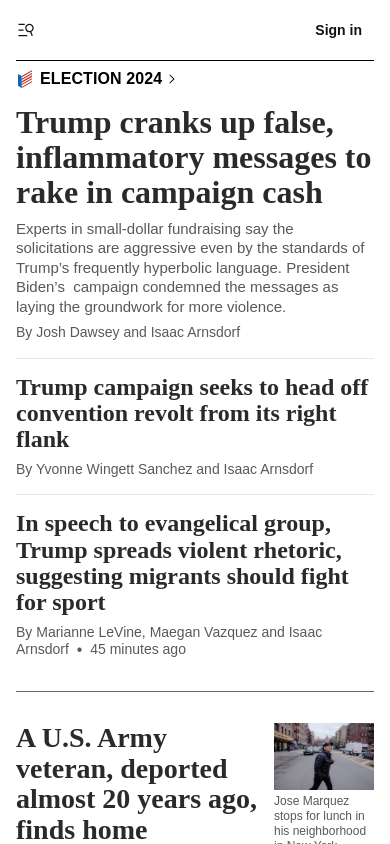 Sign in
ELECTION 2024
Trump cranks up false,
inflammatory messages to
rake in campaign cash
Experts in small-dollar fundraising say the
solicitations are aggressive even by the standards of
Trump’s frequently hyperbolic language. President
Biden’s  campaign condemned the messages as
laying the groundwork for more violence.
By Josh Dawsey and Isaac Arnsdorf
Trump campaign seeks to head off
convention revolt from its right
flank
By Yvonne Wingett Sanchez and Isaac Arnsdorf
In speech to evangelical group,
Trump spreads violent rhetoric,
suggesting migrants should fight
for sport
By Marianne LeVine, Maegan Vazquez and Isaac
Arnsdorf • 45 minutes ago
A U.S. Army
veteran, deported
almost 20 years ago,
finds home
Jose Marquez
stops for lunch in
his neighborhood
in New York